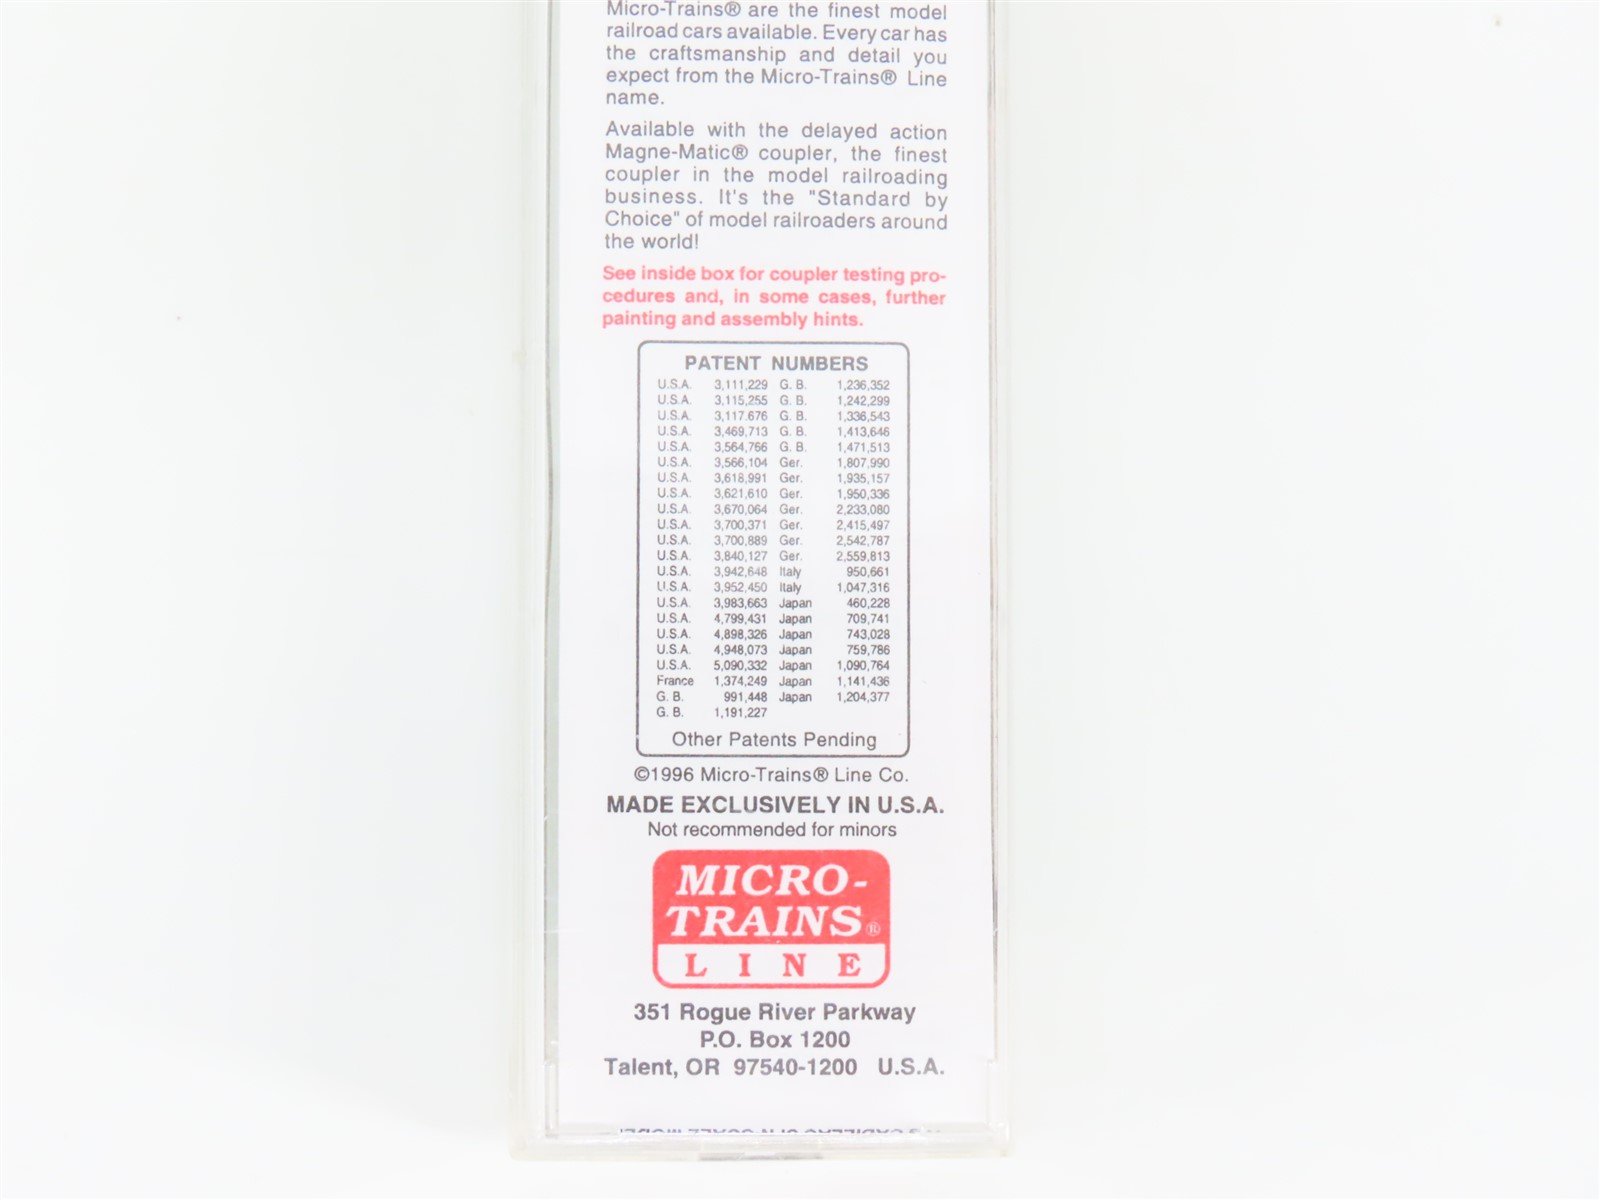 Micro-Trains® are the finest model
railroad cars available. Every car has
the craftsmanship and detail you
expect from the Micro-Trains® Line
name.
Available with the delayed action
Magne-Matic® coupler, the finest
coupler in the model railroading
business. It's the "Standard by
Choice" of model railroaders around
the world!
See inside box for coupler testing pro-
cedures and, in some cases, further
painting and assembly hints.
PATENT NUMBERS
U.S.A. 3,111,229 G. B. 1,236,352
U.S.A. 3,115,255 G. B. 1,242,299
U.S.A. 3,117,676 G. B. 1,336,543
U.S.A. 3,469,713 G. B. 1,413,646
U.S.A. 3,564,766 G. B. 1,471,513
U.S.A. 3,566,104 Ger. 1,807,990
U.S.A. 3,618,991 Ger. 1,935,157
U.S.A. 3,621,610 Ger. 1,950,336
U.S.A. 3,670,064 Ger. 2,233,080
U.S.A. 3,700,371 Ger. 2,415,497
U.S.A. 3,700,889 Ger. 2,542,787
U.S.A. 3,840,127 Ger. 2,559,813
U.S.A. 3,942,648 Italy 950,661
U.S.A. 3,952,450 Italy 1,047,316
U.S.A. 3,983,663 Japan 460,228
U.S.A. 4,799,431 Japan 709,741
U.S.A. 4,898,326 Japan 743,028
U.S.A. 4,948,073 Japan 759,786
U.S.A. 5,090,332 Japan 1,090,764
France 1,374,249 Japan 1,141,436
G. B. 991,448 Japan 1,204,377
G. B. 1,191,227
Other Patents Pending
©1996 Micro-Trains® Line Co.
MADE EXCLUSIVELY IN U.S.A.
Not recommended for minors
MICRO-
TRAINS®
LINE
351 Rogue River Parkway
P.O. Box 1200
Talent, OR 97540-1200 U.S.A.